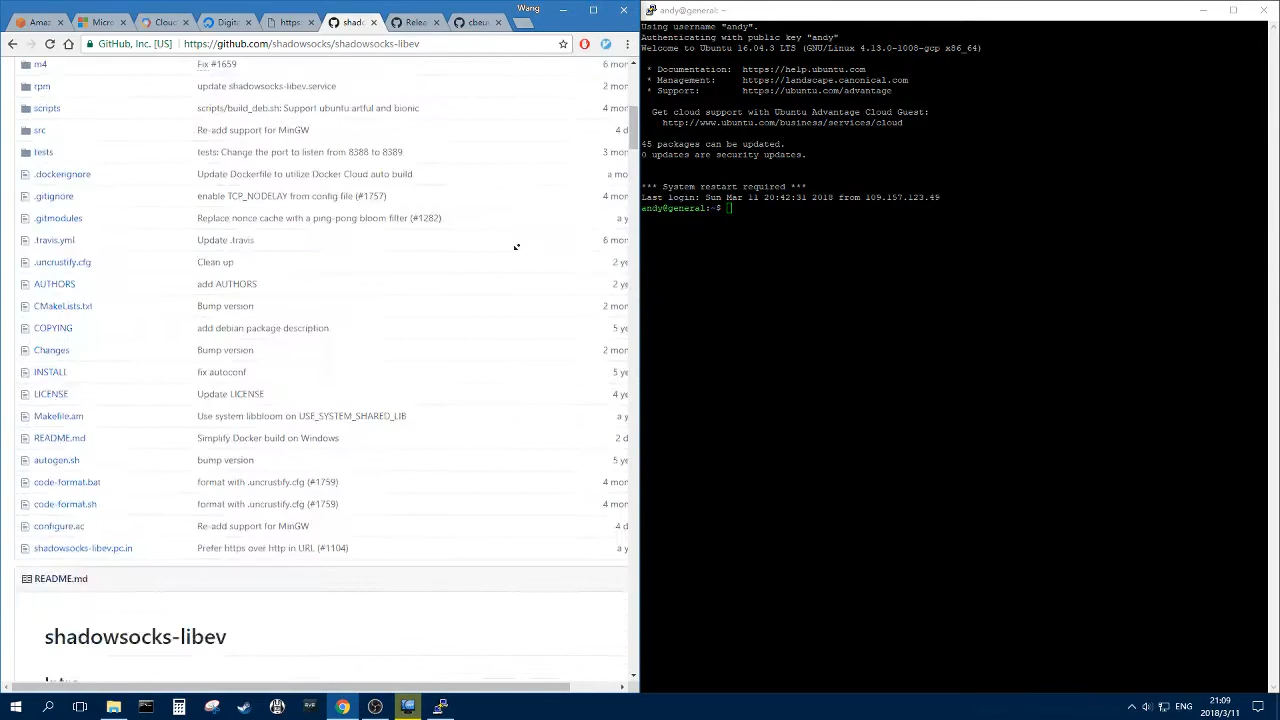 Wang
Amaz
shad
dibcu
GitHub, Inc. [US]
https://github.com/shadowsocks/shadowsocks-libev
m4
Fix #1659
6 mon
rpm
update shadowsocks-libev.service
2 mon
scripts
scripts/build_deb.sh: Support ubuntu artful and bionic
4 mon
src
Re-add support for MinGW
4 d
tests
tests: Change the port to listen from 8388 to 8389
3 mon
.dockerignore
Update Dockerfile to utilize Docker Cloud auto build
a mon
.gitignore
enable TCP_NODELAY from config file (#17)
4 mon
.gitmodules
Replace nonce cache with a ping-pong bloom filter (#1282)
a y
.travis.yml
Update .travis
6 mon
.uncrustify.cfg
Clean up
2 ye
AUTHORS
add AUTHORS
2 ye
CMakeLists.txt
Bump version
2 mon
COPYING
add debian package description
5 ye
Changes
Bump version
2 mon
INSTALL
fix autoconf
5 ye
LICENSE
Update LICENSE
4 ye
Makefile.am
Use system libbloom on USE_SYSTEM_SHARED_LIB
a y
README.md
Simplify Docker build on Windows
2 d
autogen.sh
bump version
5 ye
code-format.bat
format with .uncrustify.cfg (#1759)
4 mon
code-format.sh
format with .uncrustify.cfg (#1759)
4 mon
configure.ac
Re-add support for MinGW
4 d
shadowsocks-libev.pc.in
Prefer https over http in URL (#1104)
a y
README.md
shadowsocks-libev
andy@general: ~
Using username "andy".
Authenticating with public key "andy"
Welcome to Ubuntu 16.04.3 LTS (GNU/Linux 4.13.0-1008-gcp x86_64)
* Documentation: https://help.ubuntu.com
* Management: https://landscape.canonical.com
* Support: https://ubuntu.com/advantage
Get cloud support with Ubuntu Advantage Cloud Guest:
http://www.ubuntu.com/business/services/cloud
45 packages can be updated.
0 updates are security updates.
*** System restart required ***
Last login: Sun Mar 11 20:42:31 2018 from 109.157.123.49
andy@general:~$
ENG
21:09
2018/3/11